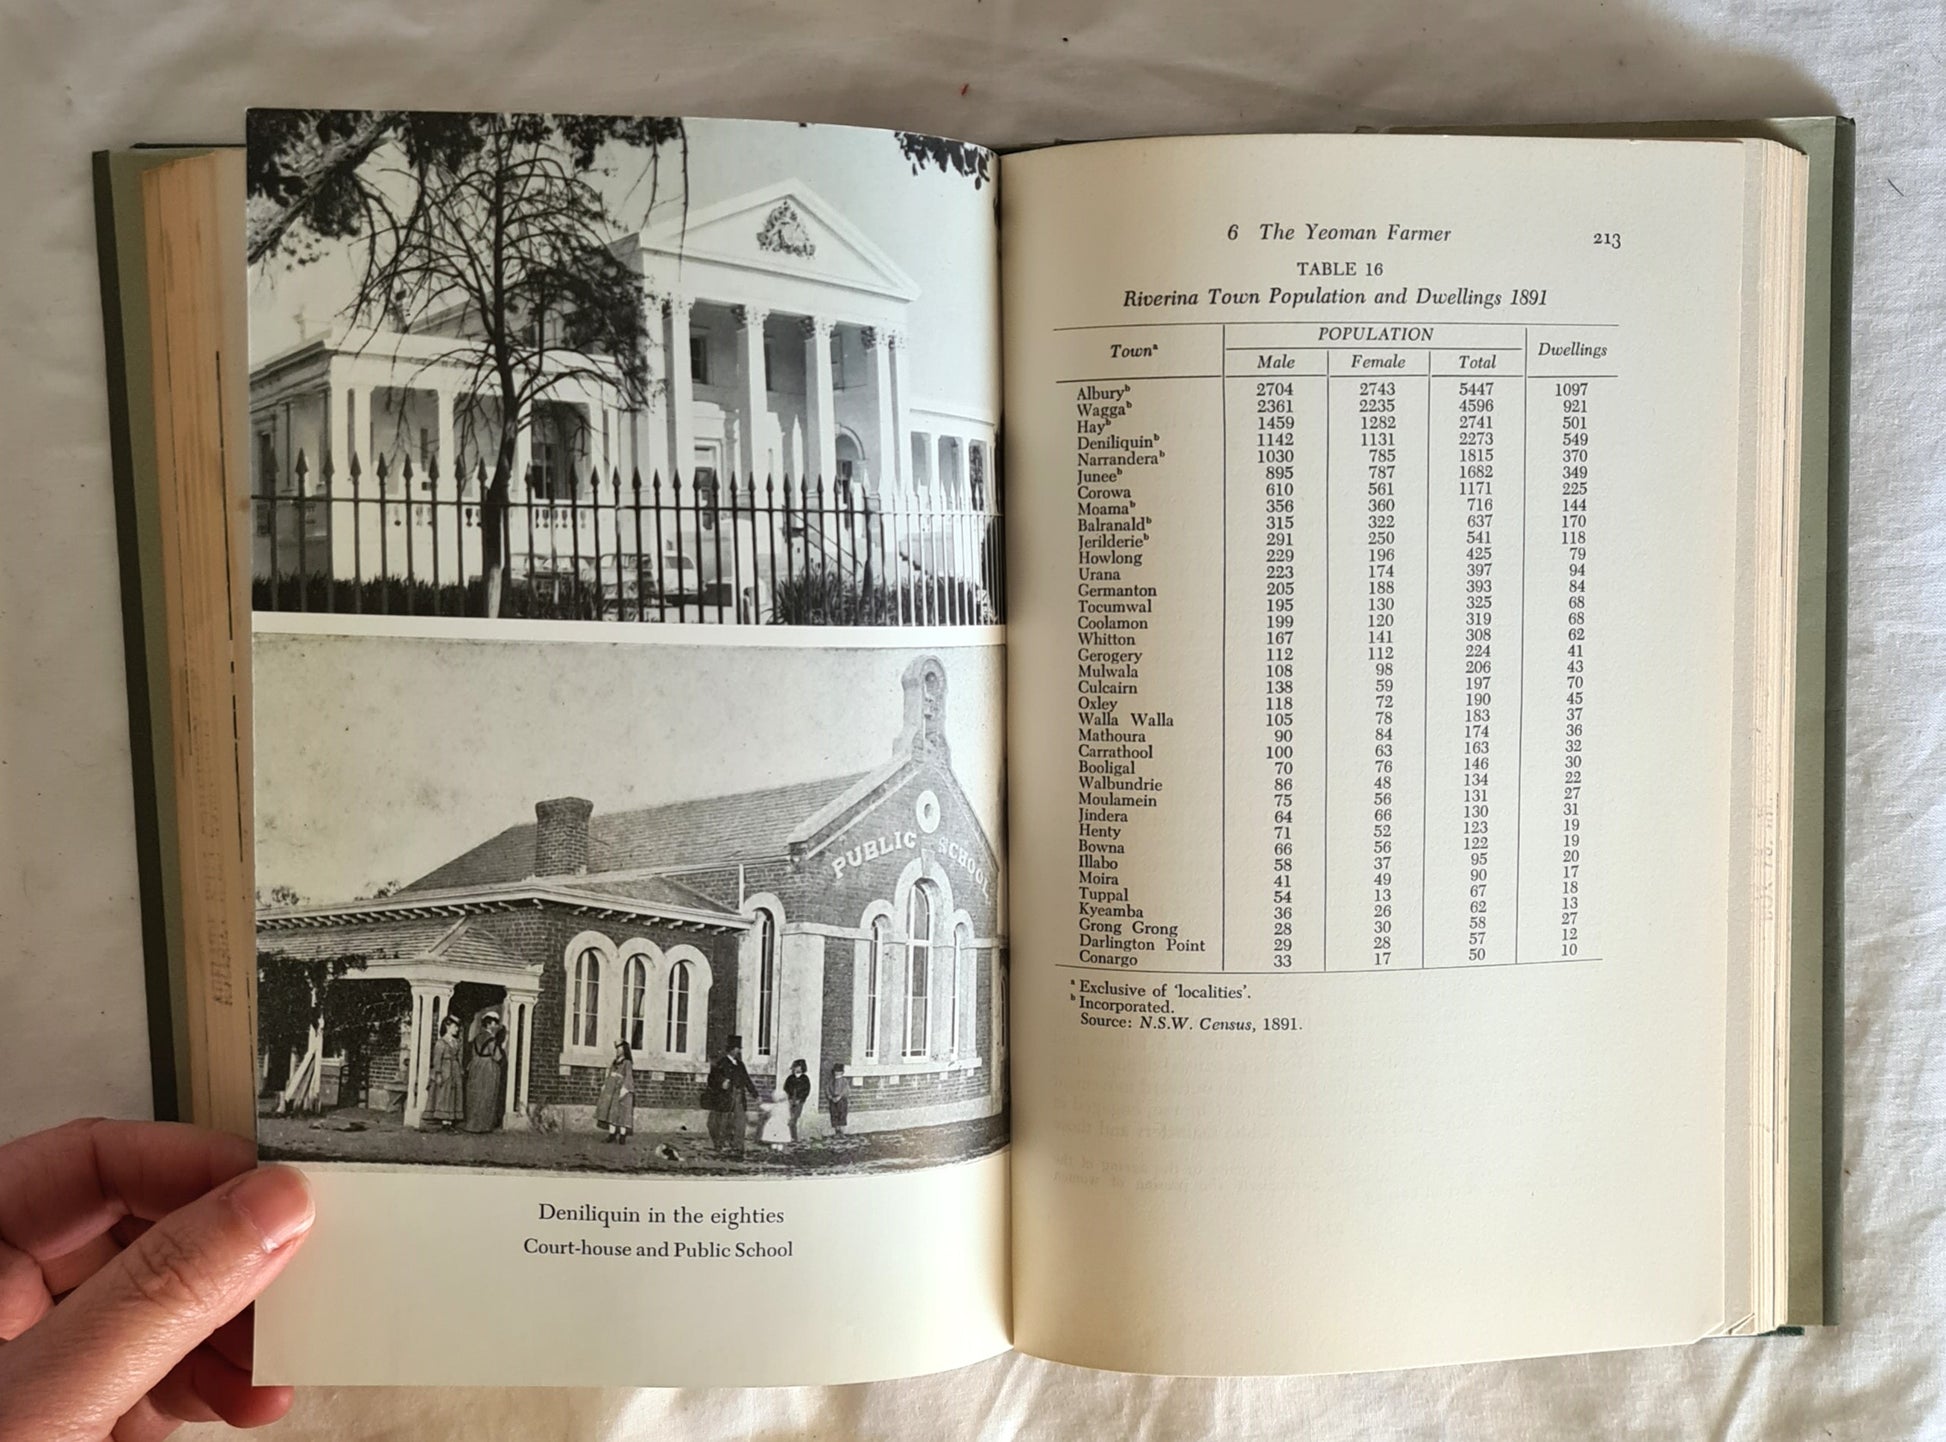 PUBLIC SCHOOL
Deniliquin in the eighties
Court-house and Public School
6 The Yeoman Farmer 213
TABLE 16
Riverina Town Population and Dwellings 1891
Townᵃ POPULATION Dwellings
Male Female Total
Alburyᵇ 2704 2743 5447 1097
Waggaᵇ 2361 2235 4596 921
Hayᵇ 1459 1282 2741 501
Deniliquinᵇ 1142 1131 2273 549
Narranderaᵇ 1030 785 1815 370
Juneeᵇ 895 787 1682 349
Corowa 610 561 1171 225
Moamaᵇ 356 360 716 144
Balranaldᵇ 315 322 637 170
Jerilderieᵇ 291 250 541 118
Howlong 229 196 425 79
Urana 223 174 397 94
Germanton 205 188 393 84
Tocumwal 195 130 325 68
Coolamon 199 120 319 68
Whitton 167 141 308 62
Gerogery 112 112 224 41
Mulwala 108 98 206 43
Culcairn 138 59 197 70
Oxley 118 72 190 45
Walla Walla 105 78 183 37
Mathoura 90 84 174 36
Carrathool 100 63 163 32
Booligal 70 76 146 30
Walbundrie 86 48 134 22
Moulamein 75 56 131 27
Jindera 64 66 130 31
Henty 71 52 123 19
Bowna 66 56 122 19
Illabo 58 37 95 20
Moira 41 49 90 17
Tuppal 54 13 67 18
Kyeamba 36 26 62 13
Grong Grong 28 30 58 27
Darlington Point 29 28 57 12
Conargo 33 17 50 10
ᵃ Exclusive of 'localities'.
ᵇ Incorporated.
Source: N.S.W. Census, 1891.